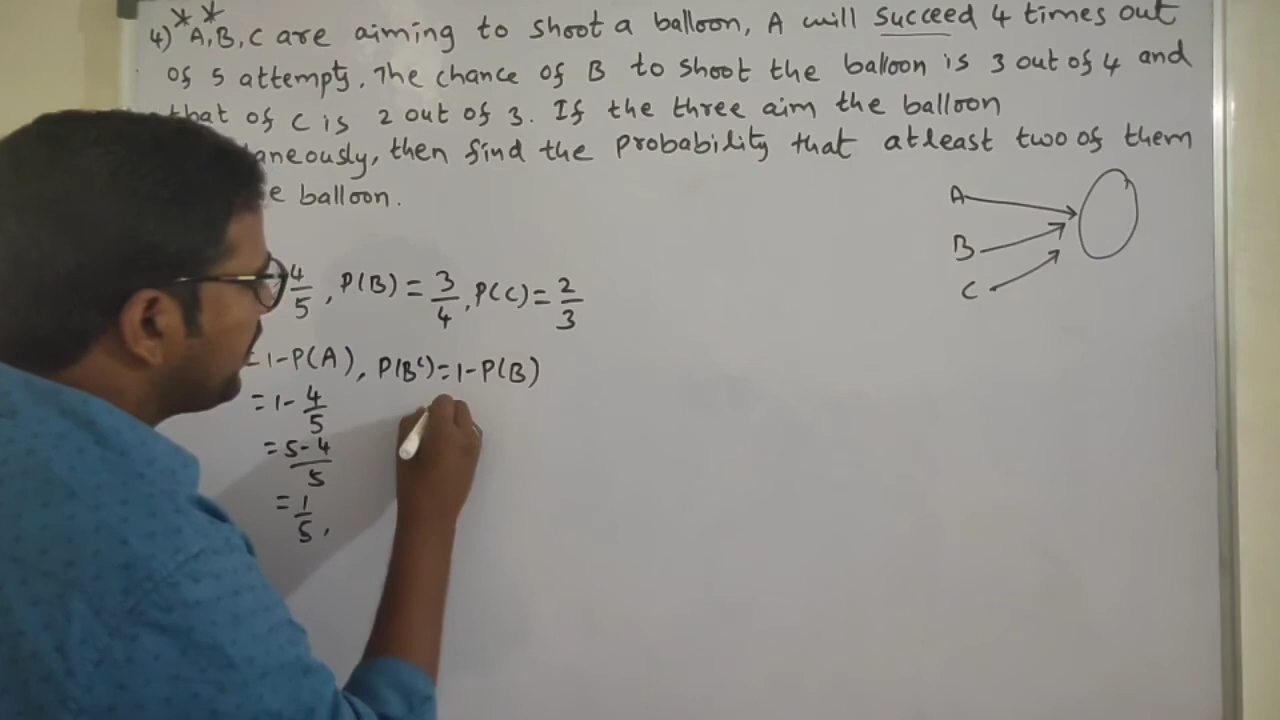 4) ** A, B, C are aiming to shoot a balloon, A will succeed 4 times out
of 5 attempts. The chance of B to shoot the balloon is 3 out of 4 and
that of C is 2 out of 3. If the three aim the balloon
taneously, then find the probability that atleast two of them
e balloon.
A
B
C
4/5, P(B) = 3/4, P(C) = 2/3
= 1-P(A), P(Bᶜ) = 1-P(B)
= 1- 4/5
= 5-4/5
= 1/5,